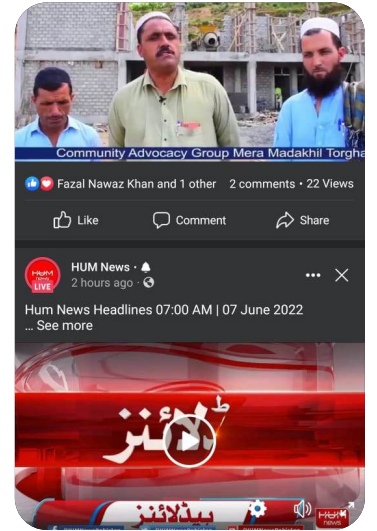 Community Advocacy Group Mera Madakhil Torgha
Fazal Nawaz Khan and 1 other 2 comments • 22 Views
Like Comment Share
HUM News •
2 hours ago •
HUM
news
LIVE
Hum News Headlines 07:00 AM | 07 June 2022
... See more
ہیڈلائنز
HUM
news